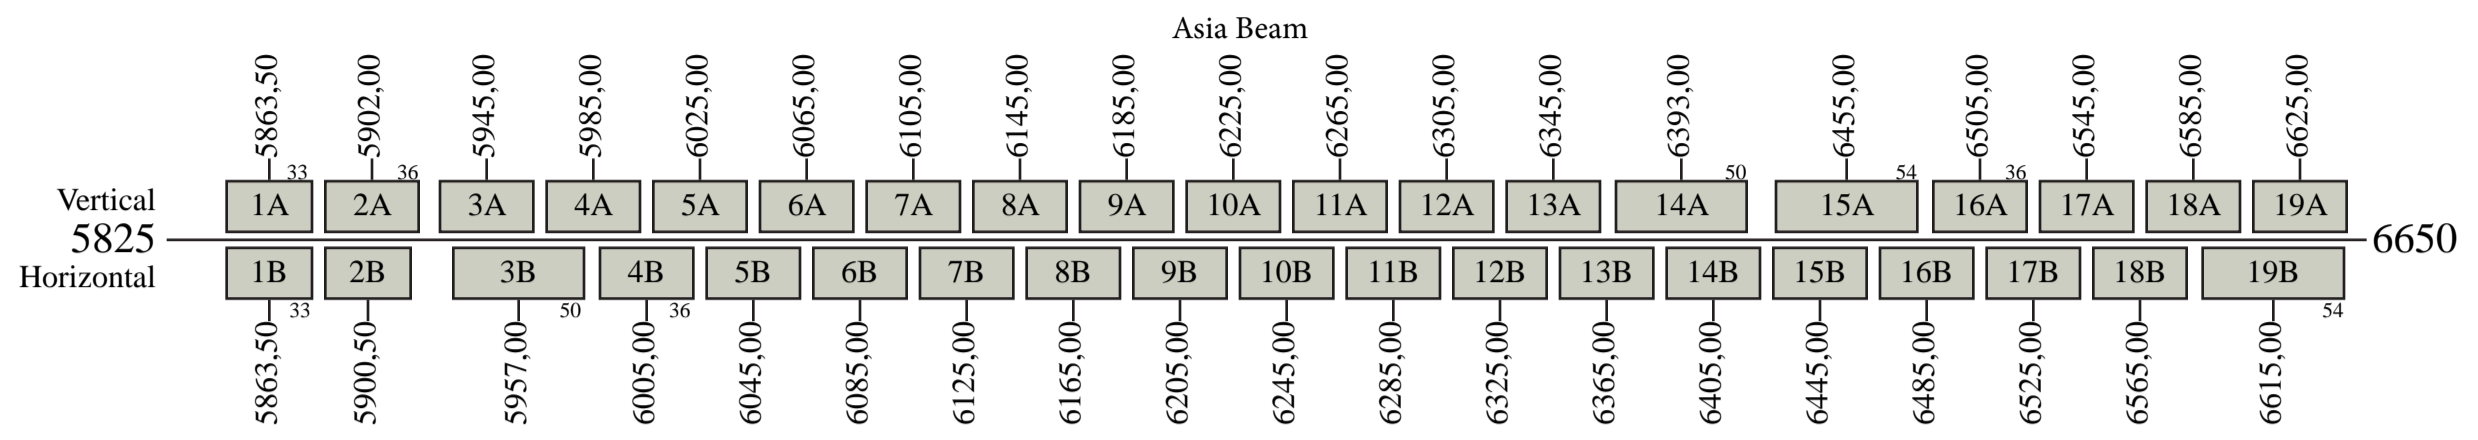 Asia Beam
5863,50 5902,00 5945,00 5985,00 6025,00 6065,00 6105,00 6145,00 6185,00 6225,00 6265,00 6305,00 6345,00 6393,00 6455,00 6505,00 6545,00 6585,00 6625,00
33 36 50 54 36
Vertical 1A 2A 3A 4A 5A 6A 7A 8A 9A 10A 11A 12A 13A 14A 15A 16A 17A 18A 19A
5825 6650
Horizontal 1B 2B 3B 4B 5B 6B 7B 8B 9B 10B 11B 12B 13B 14B 15B 16B 17B 18B 19B
33 50 36 54
5863,50 5900,50 5957,00 6005,00 6045,00 6085,00 6125,00 6165,00 6205,00 6245,00 6285,00 6325,00 6365,00 6405,00 6445,00 6485,00 6525,00 6565,00 6615,00